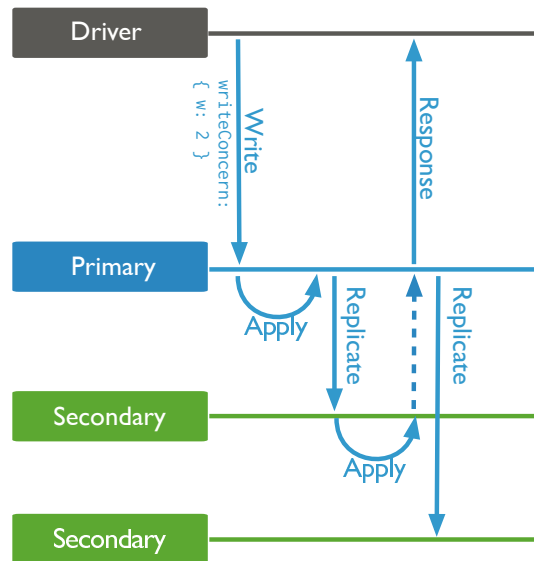 Driver
Write
writeConcern:
{ w: 2 }
Response
Primary
Apply
Replicate
Replicate
Secondary
Apply
Secondary